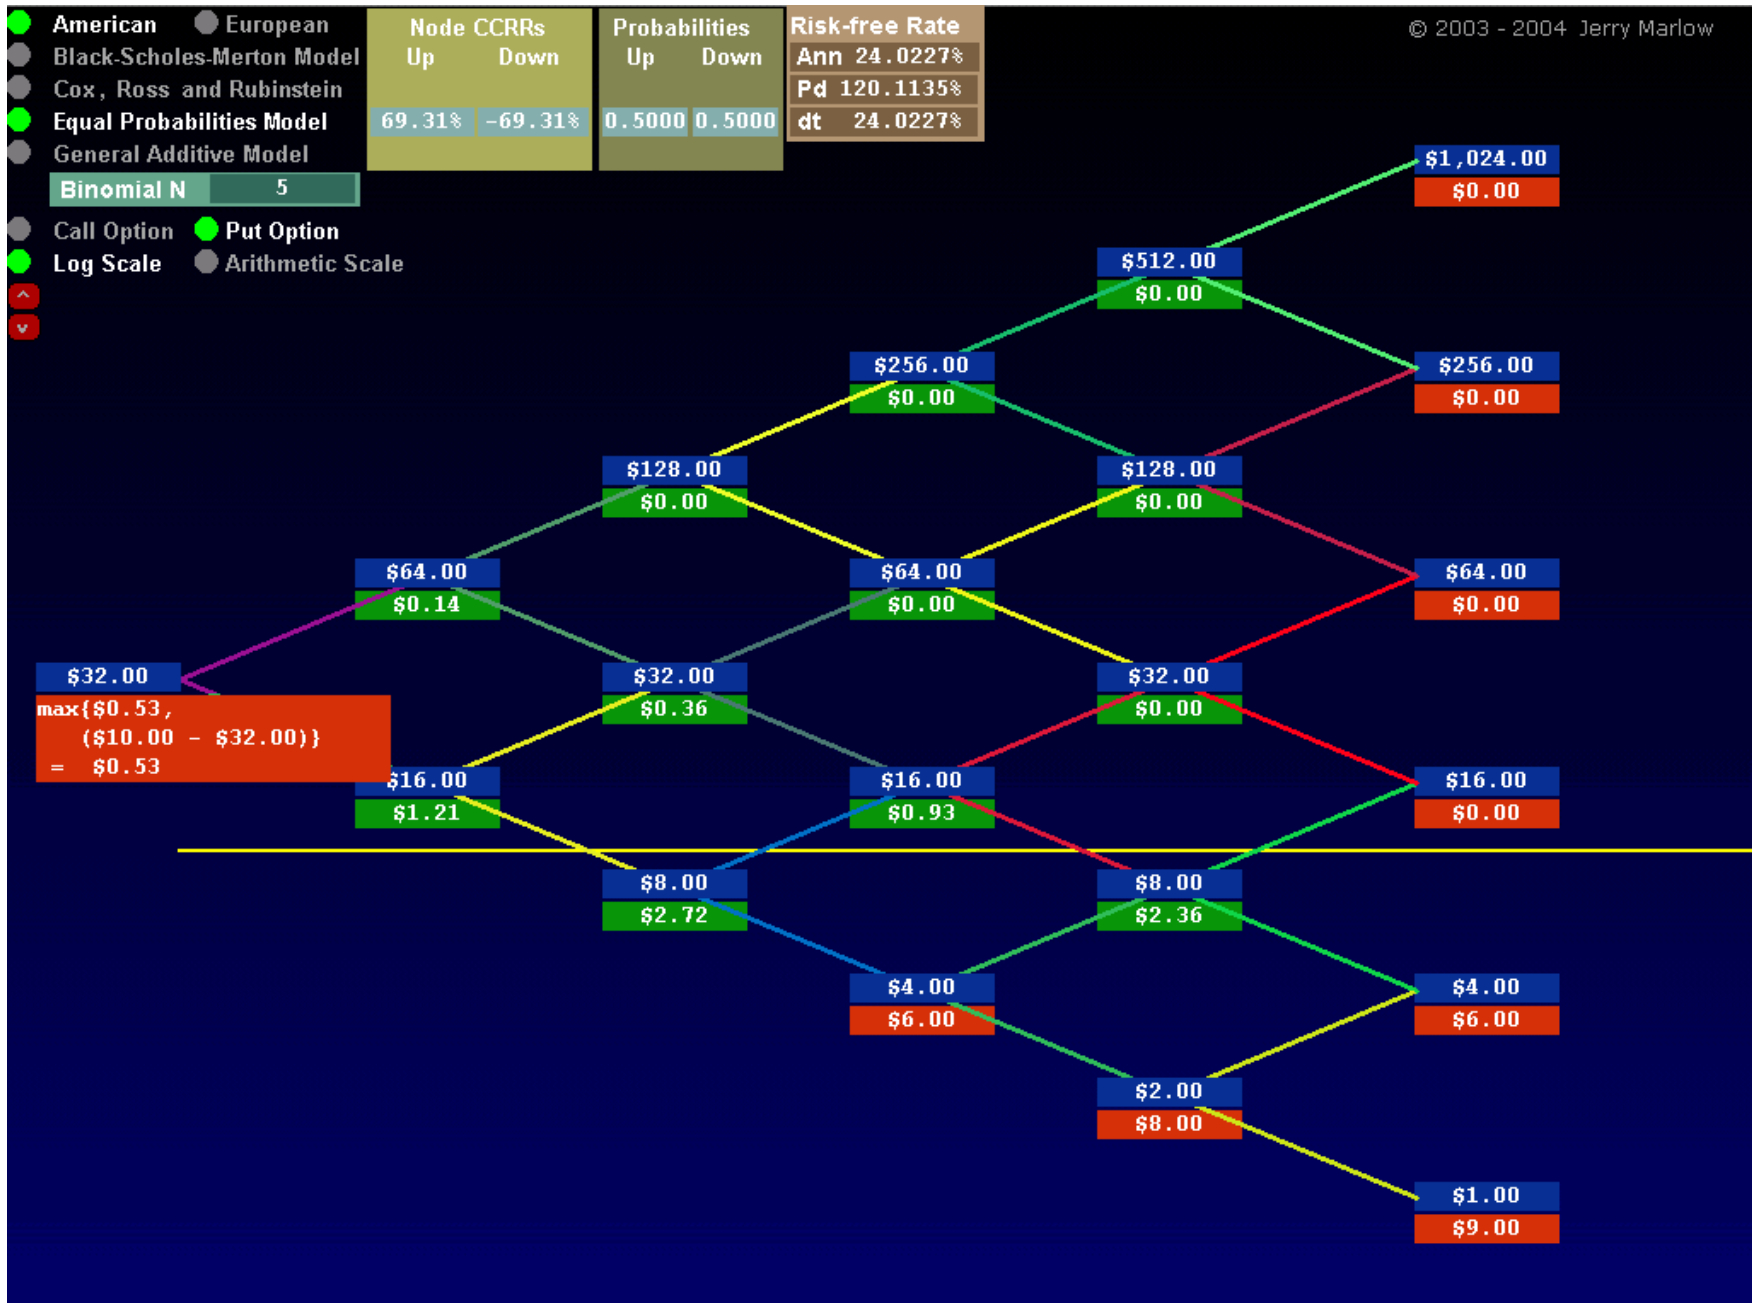 American European
Black-Scholes-Merton Model
Cox, Ross and Rubinstein
Equal Probabilities Model
General Additive Model
Binomial N 5
Call Option Put Option
Log Scale Arithmetic Scale
^
v
Node CCRRs
Up Down
69.31% -69.31%
Probabilities
Up Down
0.5000 0.5000
Risk-free Rate
Ann 24.0227%
Pd 120.1135%
dt 24.0227%
© 2003 - 2004 Jerry Marlow
$32.00
max{$0.53,
($10.00 - $32.00)}
= $0.53
$64.00
$0.14
$16.00
$1.21
$128.00
$0.00
$32.00
$0.36
$8.00
$2.72
$256.00
$0.00
$64.00
$0.00
$16.00
$0.93
$4.00
$6.00
$512.00
$0.00
$128.00
$0.00
$32.00
$0.00
$8.00
$2.36
$2.00
$8.00
$1,024.00
$0.00
$256.00
$0.00
$64.00
$0.00
$16.00
$0.00
$4.00
$6.00
$1.00
$9.00